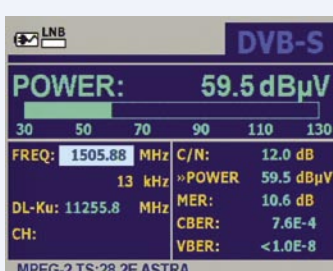 LNB
DVB-S
POWER: 59.5 dBµV
30 50 70 90 110 130
FREQ: 1505.88 MHz
13 kHz
DL-Ku: 11255.8 MHz
CH:
C/N: 12.0 dB
»POWER 59.5 dBµV
MER: 10.6 dB
CBER: 7.6E-4
VBER: <1.0E-8
MPEG-2 TS:28.2E ASTRA